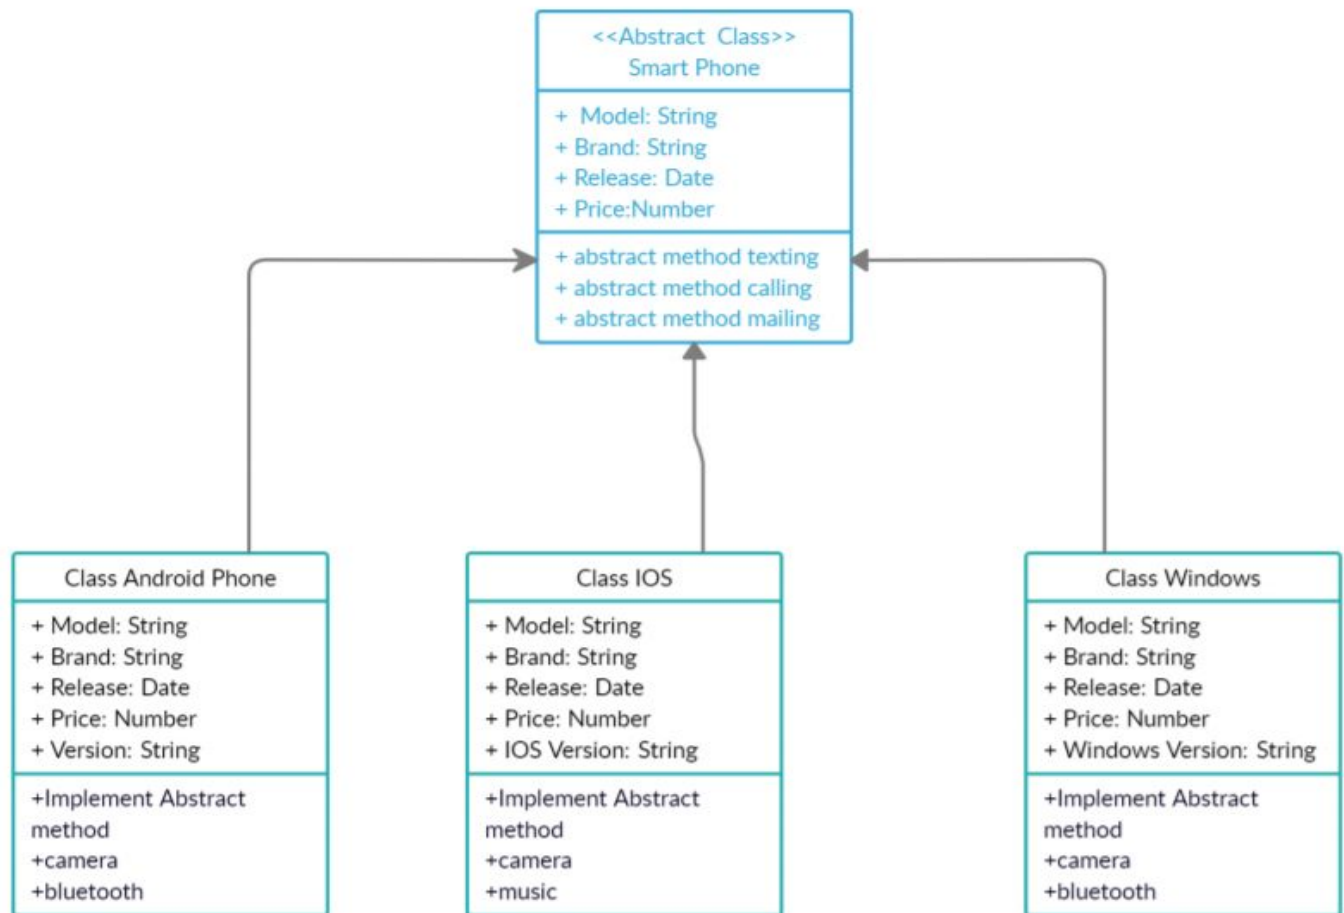 <<Abstract Class>>
Smart Phone
+ Model: String
+ Brand: String
+ Release: Date
+ Price:Number
+ abstract method texting
+ abstract method calling
+ abstract method mailing
Class Android Phone
+ Model: String
+ Brand: String
+ Release: Date
+ Price: Number
+ Version: String
+Implement Abstract
method
+camera
+bluetooth
Class IOS
+ Model: String
+ Brand: String
+ Release: Date
+ Price: Number
+ IOS Version: String
+Implement Abstract
method
+camera
+music
Class Windows
+ Model: String
+ Brand: String
+ Release: Date
+ Price: Number
+ Windows Version: String
+Implement Abstract
method
+camera
+bluetooth